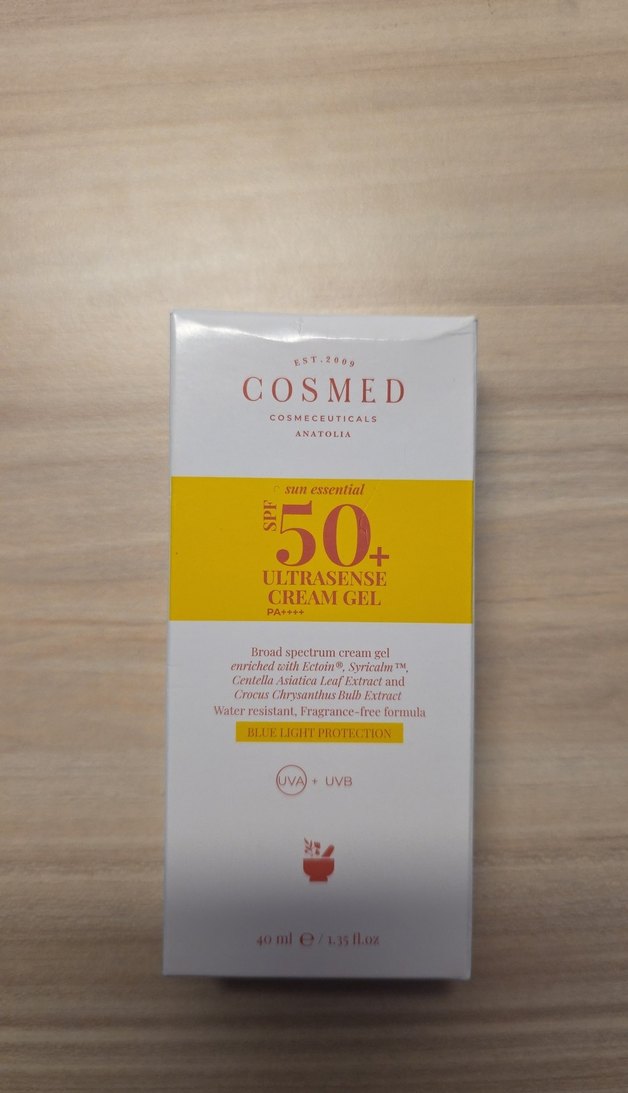 EST.2009
COSMED
COSMECEUTICALS
ANATOLIA
sun essential
SPF 50+
ULTRASENSE
CREAM GEL
PA++++
Broad spectrum cream gel
enriched with Ectoin®, Syricalm™,
Centella Asiatica Leaf Extract and
Crocus Chrysanthus Bulb Extract
Water resistant, Fragrance-free formula
BLUE LIGHT PROTECTION
UVA + UVB
40 ml ℮ / 1.35 fl.oz